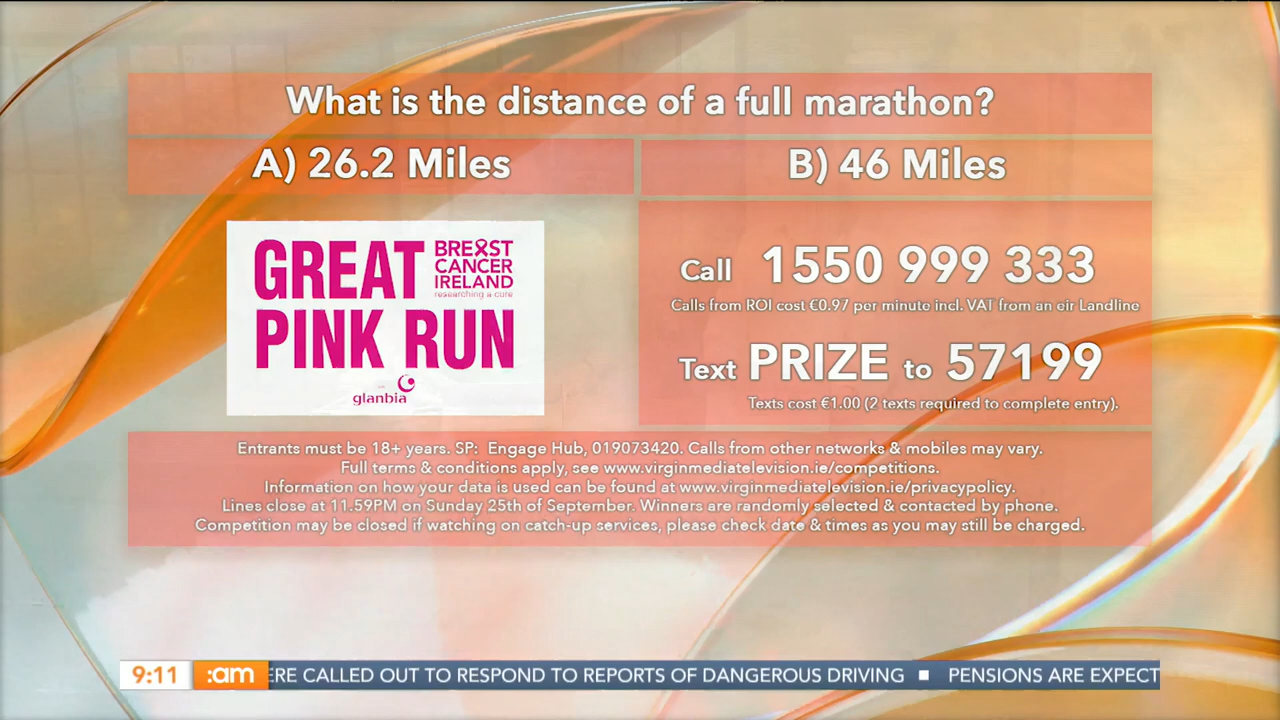 What is the distance of a full marathon?
A) 26.2 Miles
B) 46 Miles
GREAT
BREAST
CANCER
IRELAND
researching a cure
PINK RUN
glanbia
Call 1550 999 333
Calls from ROI cost €0.97 per minute incl. VAT from an eir Landline
Text PRIZE to 57199
Texts cost €1.00 (2 texts required to complete entry).
Entrants must be 18+ years. SP: Engage Hub, 019073420. Calls from other networks & mobiles may vary.
Full terms & conditions apply, see www.virginmediatelevision.ie/competitions.
Information on how your data is used can be found at www.virginmediatelevision.ie/privacypolicy.
Lines close at 11.59PM on Sunday 25th of September. Winners are randomly selected & contacted by phone.
Competition may be closed if watching on catch-up services, please check date & times as you may still be charged.
9:11 :am ERE CALLED OUT TO RESPOND TO REPORTS OF DANGEROUS DRIVING ■ PENSIONS ARE EXPECT